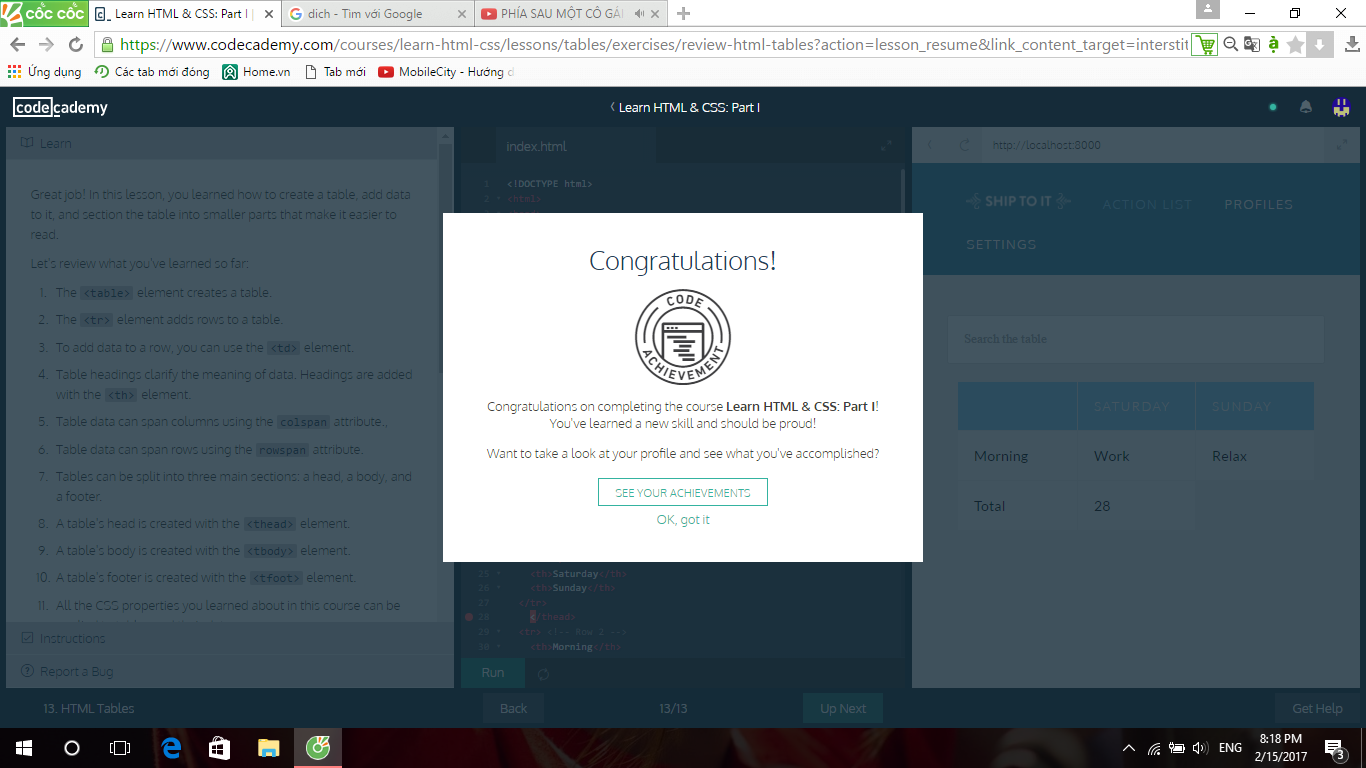 CỐC CỐC
Learn HTML & CSS: Part I |
dich - Tìm với Google
PHÍA SAU MỘT CÔ GÁI
https://www.codecademy.com/courses/learn-html-css/lessons/tables/exercises/review-html-tables?action=lesson_resume&link_content_target=interstit
Ứng dụng
Các tab mới đóng
Home.vn
Tab mới
MobileCity - Hướng d
codecademy
Learn HTML & CSS: Part I
Learn
Great job! In this lesson, you learned how to create a table, add data
to it, and section the table into smaller parts that make it easier to
read.
Let's review what you've learned so far:
1. The <table> element creates a table.
2. The <tr> element adds rows to a table.
3. To add data to a row, you can use the <td> element.
4. Table headings clarify the meaning of data. Headings are added
with the <th> element.
5. Table data can span columns using the colspan attribute.,
6. Table data can span rows using the rowspan attribute.
7. Tables can be split into three main sections: a head, a body, and
a footer.
8. A table's head is created with the <thead> element.
9. A table's body is created with the <tbody> element.
10. A table's footer is created with the <tfoot> element.
11. All the CSS properties you learned about in this course can be
Instructions
Report a Bug
index.html
1 <!DOCTYPE html>
2 <html>
Congratulations!
CODE
ACHIEVEMENT
Congratulations on completing the course Learn HTML & CSS: Part I!
You've learned a new skill and should be proud!
Want to take a look at your profile and see what you've accomplished?
SEE YOUR ACHIEVEMENTS
OK, got it
25 <th>Saturday</th>
26 <th>Sunday</th>
27 </tr>
28 </thead>
29 <tr> <!-- Row 2 -->
30 <th>Morning</th>
Run
http://localhost:8000
SHIP TO IT
ACTION LIST
PROFILES
SETTINGS
Search the table
SATURDAY SUNDAY
Morning Work Relax
Total 28
13. HTML Tables
Back
13/13
Up Next
Get Help
ENG
8:18 PM
2/15/2017
3